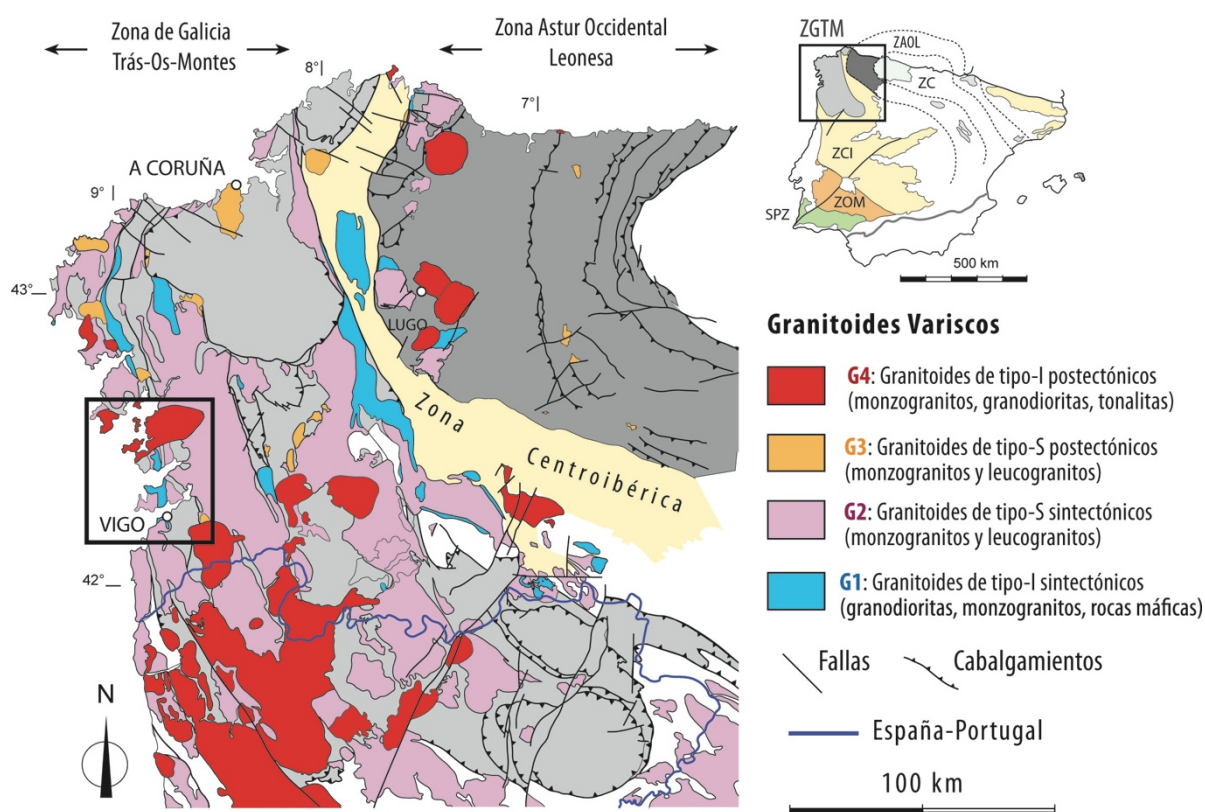 Zona de Galicia
Trás-Os-Montes
Zona Astur Occidental
Leonesa
8°
7°
A CORUÑA
9°
43°
LUGO
Zona Centroibérica
VIGO
42°
N
ZGTM
ZAOL
ZC
ZCI
ZOM
SPZ
500 km
Granitoides Variscos
G4: Granitoides de tipo-I postectónicos
(monzogranitos, granodioritas, tonalitas)
G3: Granitoides de tipo-S postectónicos
(monzogranitos y leucogranitos)
G2: Granitoides de tipo-S sintectónicos
(monzogranitos y leucogranitos)
G1: Granitoides de tipo-I sintectónicos
(granodioritas, monzogranitos, rocas máficas)
Fallas
Cabalgamientos
España-Portugal
100 km